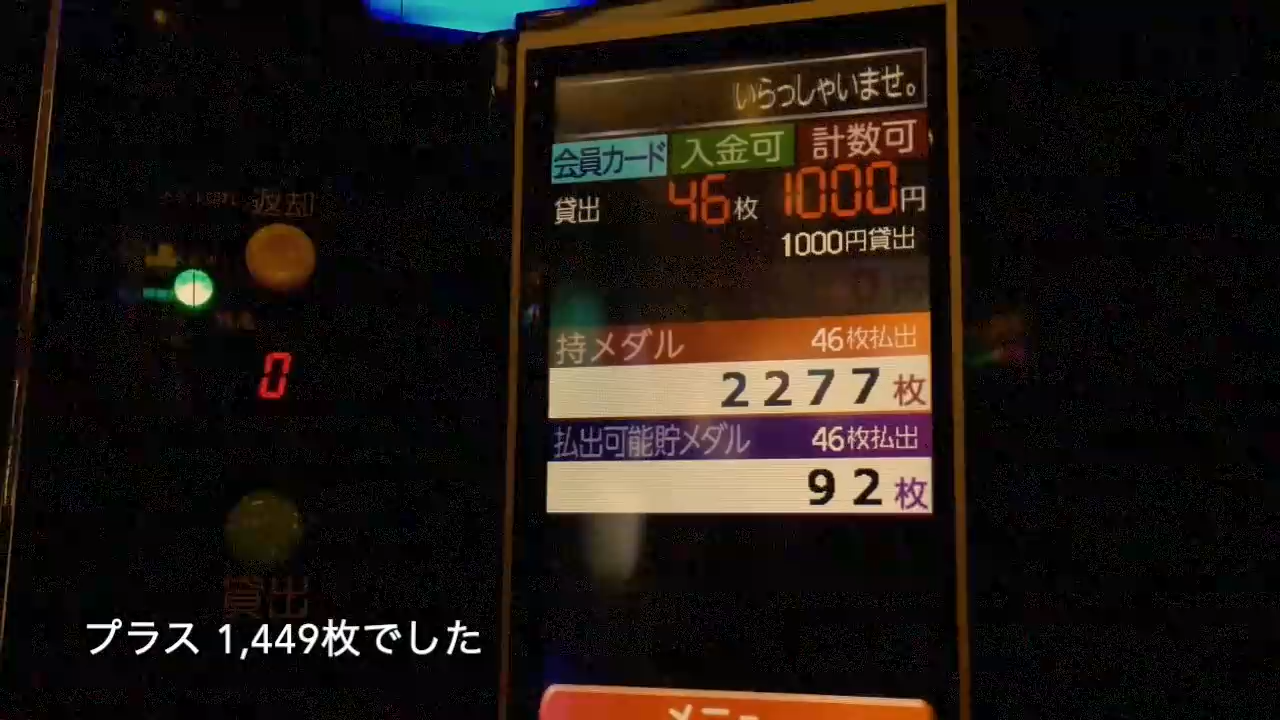 いらっしゃいませ。
会員カード 入金可 計数可
貸出 46枚 1000円
1000円貸出
返却
0
持メダル 46枚払出
2277枚
払出可能貯メダル 46枚払出
92枚
貸出
プラス 1,449枚でした
メニュー